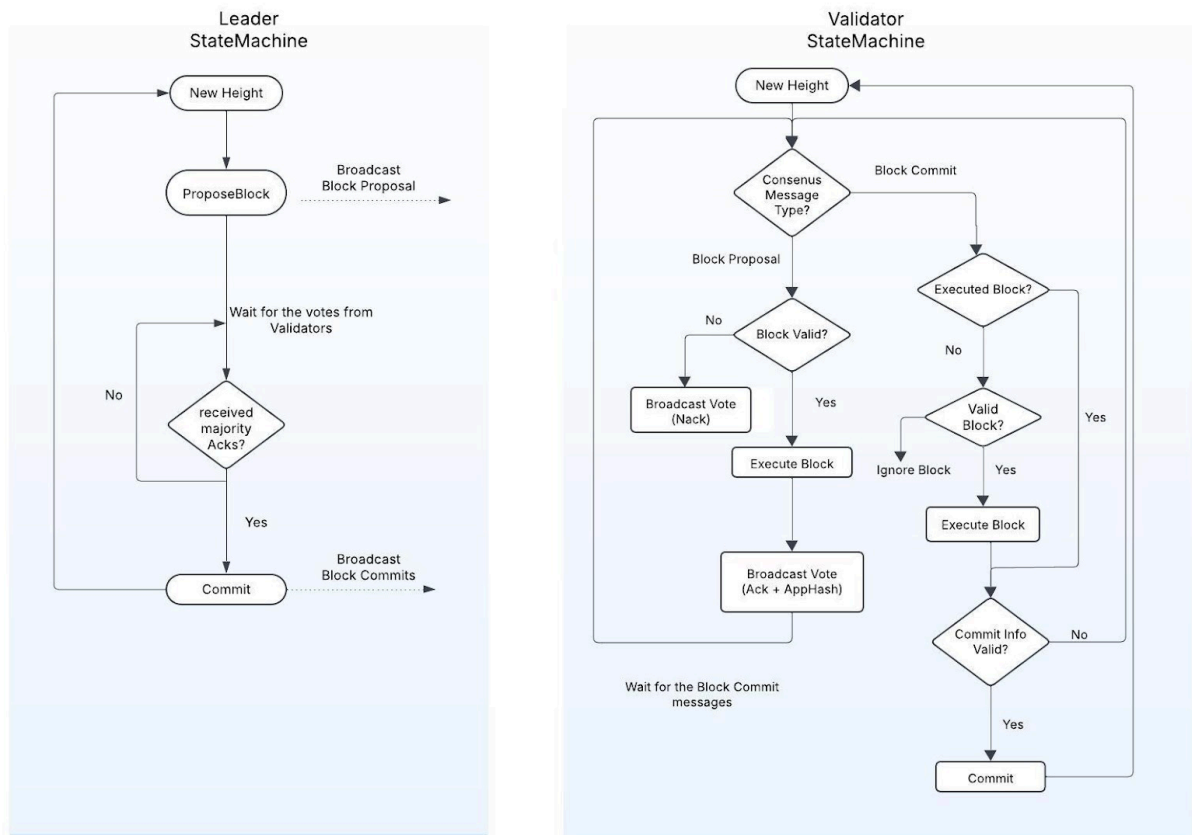 Leader
StateMachine
New Height
ProposeBlock
Broadcast
Block Proposal
Wait for the votes from
Validators
No
received
majority
Acks?
Yes
Commit
Broadcast
Block Commits
Validator
StateMachine
New Height
Consenus
Message
Type?
Block Commit
Block Proposal
Executed Block?
No
Block Valid?
No
Yes
Broadcast Vote
(Nack)
Yes
Valid
Block?
Execute Block
Ignore Block
Yes
Execute Block
Broadcast Vote
(Ack + AppHash)
Commit Info
Valid?
No
Wait for the Block Commit
messages
Yes
Commit